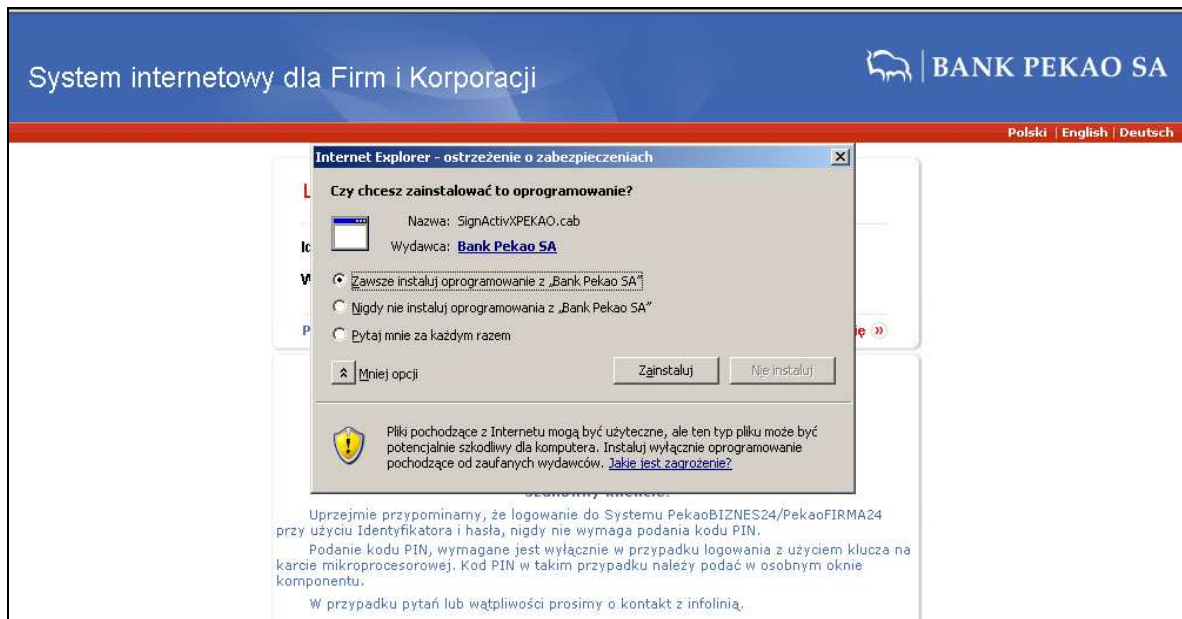 System internetowy dla Firm i Korporacji
BANK PEKAO SA
Polski | English | Deutsch
Internet Explorer - ostrzeżenie o zabezpieczeniach
Czy chcesz zainstalować to oprogramowanie?
Nazwa: SignActivXPEKAO.cab
Wydawca: Bank Pekao SA
Zawsze instaluj oprogramowanie z „Bank Pekao SA”
Nigdy nie instaluj oprogramowania z „Bank Pekao SA”
Pytaj mnie za każdym razem
ię »
Mniej opcji
Zainstaluj
Nie instaluj
Pliki pochodzące z Internetu mogą być użyteczne, ale ten typ pliku może być
potencjalnie szkodliwy dla komputera. Instaluj wyłącznie oprogramowanie
pochodzące od zaufanych wydawców. Jakie jest zagrożenie?
Uprzejmie przypominamy, że logowanie do Systemu PekaoBIZNES24/PekaoFIRMA24
przy użyciu Identyfikatora i hasła, nigdy nie wymaga podania kodu PIN.
Podanie kodu PIN, wymagane jest wyłącznie w przypadku logowania z użyciem klucza na
karcie mikroprocesorowej. Kod PIN w takim przypadku należy podać w osobnym oknie
komponentu.
W przypadku pytań lub wątpliwości prosimy o kontakt z infolinią.